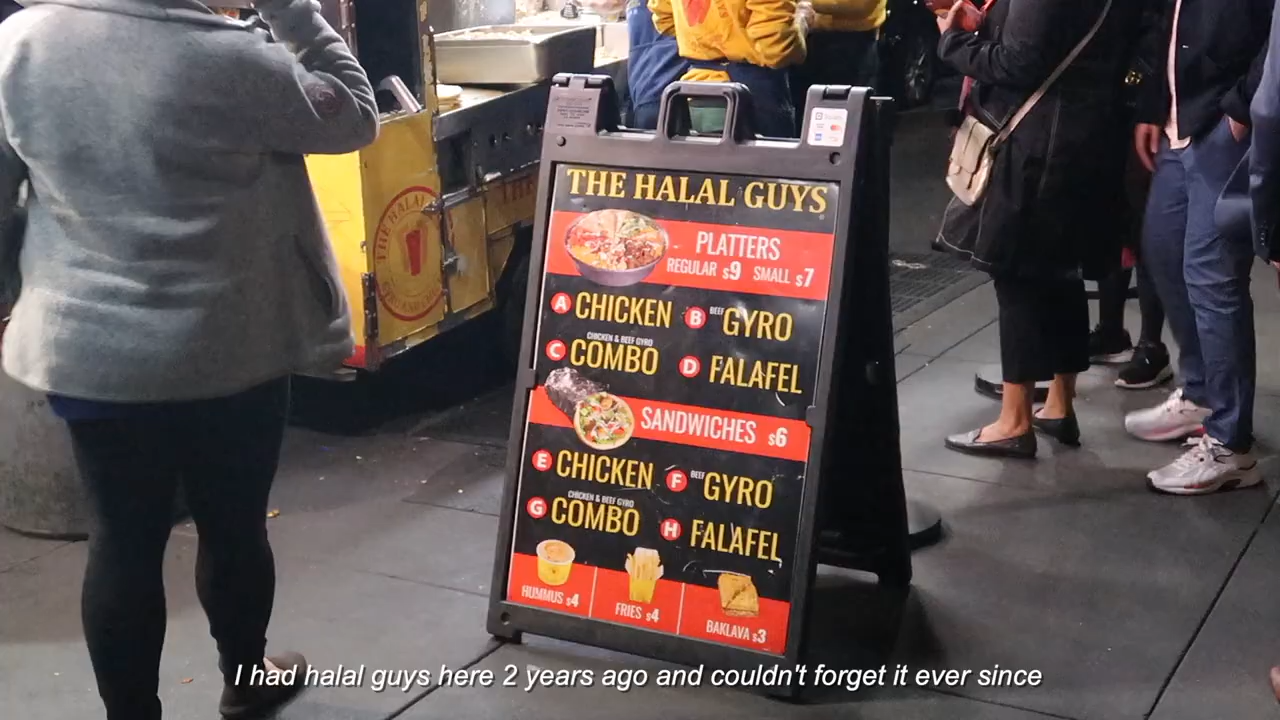 THE HALAL GUYS
PLATTERS
REGULAR $9 SMALL $7
A CHICKEN
B BEEF GYRO
CHICKEN & BEEF GYRO
C COMBO
D FALAFEL
SANDWICHES $6
E CHICKEN
F BEEF GYRO
CHICKEN & BEEF GYRO
G COMBO
H FALAFEL
HUMMUS $4
FRIES $4
BAKLAVA $3
THE HALAL
I had halal guys here 2 years ago and couldn't forget it ever since